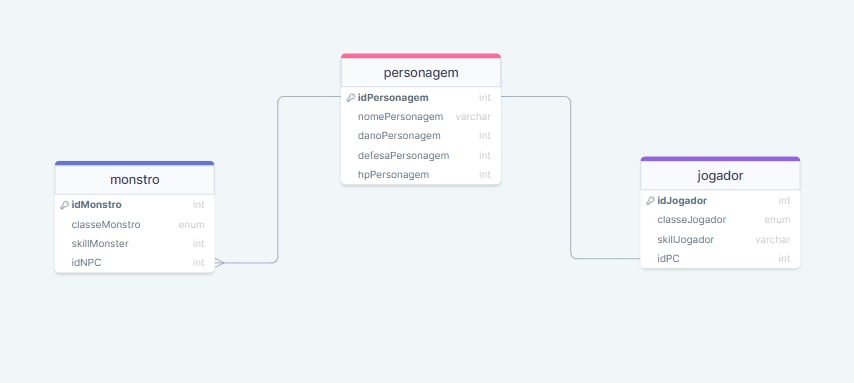 personagem
idPersonagem int
nomePersonagem varchar
danoPersonagem int
defesaPersonagem int
hpPersonagem int
monstro
idMonstro int
classeMonstro enum
skillMonster int
idNPC int
jogador
idJogador int
classeJogador enum
skillJogador varchar
idPC int